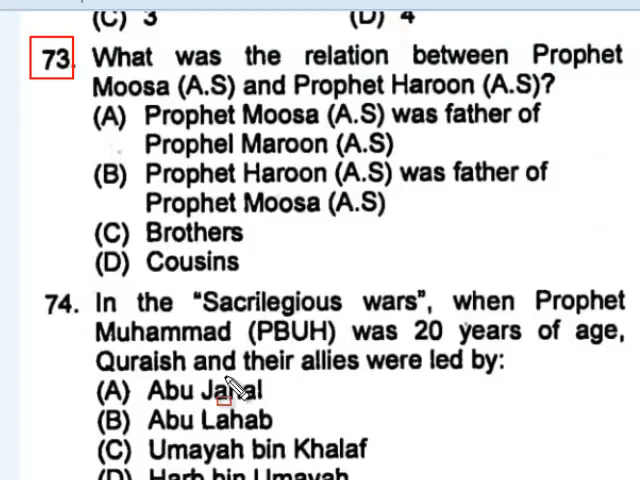 (C) 3 (D) 4
73. What was the relation between Prophet
Moosa (A.S) and Prophet Haroon (A.S)?
(A) Prophet Moosa (A.S) was father of
Prophel Maroon (A.S)
(B) Prophet Haroon (A.S) was father of
Prophet Moosa (A.S)
(C) Brothers
(D) Cousins
74. In the "Sacrilegious wars", when Prophet
Muhammad (PBUH) was 20 years of age,
Quraish and their allies were led by:
(A) Abu Jahal
(B) Abu Lahab
(C) Umayah bin Khalaf
(D) Harb bin Umayah